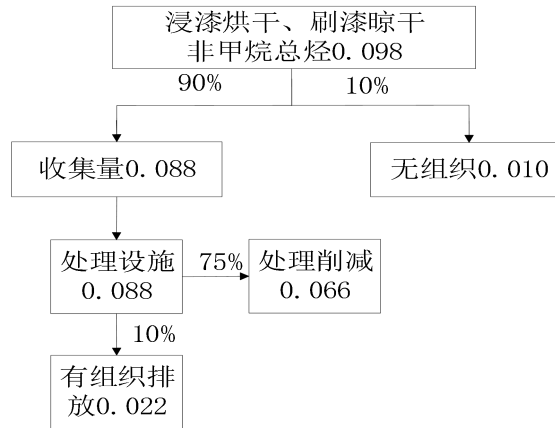 浸漆烘干、刷漆晾干
非甲烷总烃0.098
90%
10%
收集量0.088
无组织0.010
处理设施
0.088
75%
处理削减
0.066
10%
有组织排
放0.022